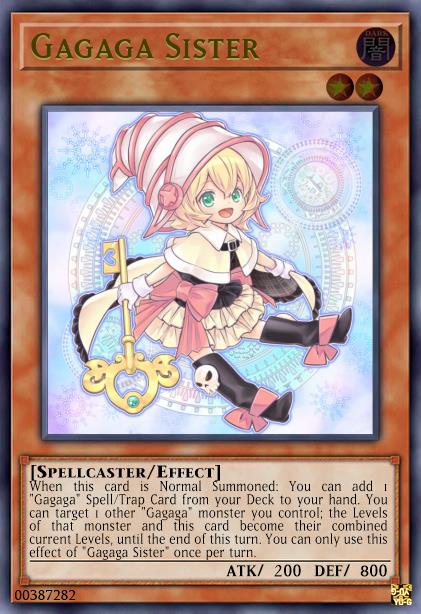 GAGAGA SISTER
DARK
闇
[SPELLCASTER/EFFECT]
When this card is Normal Summoned: You can add 1
"Gagaga" Spell/Trap Card from your Deck to your hand. You
can target 1 other "Gagaga" monster you control; the Levels
of that monster and this card become their combined
current Levels, until the end of this turn. You can only use this
effect of "Gagaga Sister" once per turn.
ATK/ 200 DEF/ 800
00387282